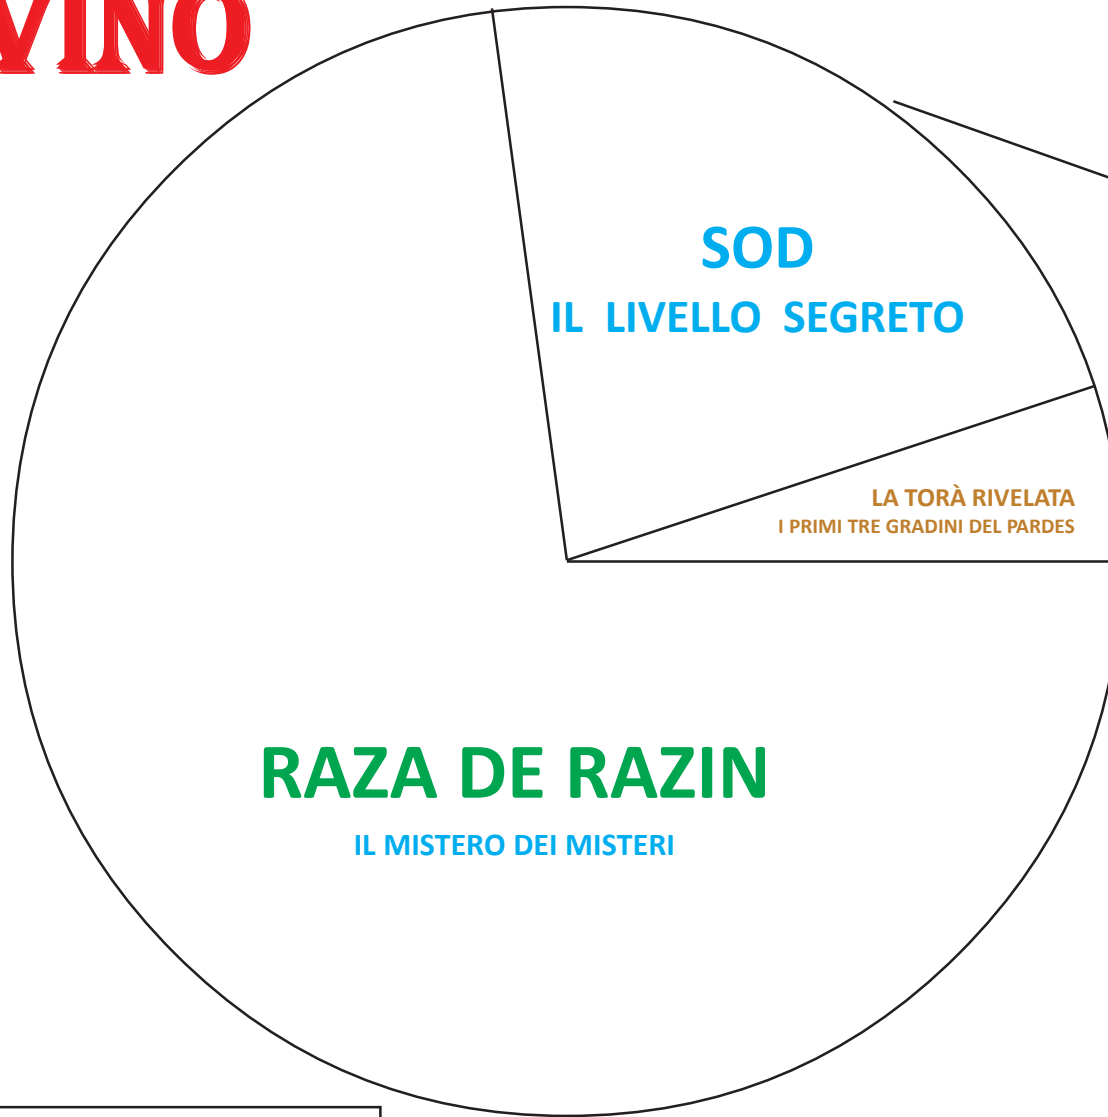 VINO
SOD
IL LIVELLO SEGRETO
LA TORÀ RIVELATA
I PRIMI TRE GRADINI DEL PARDES
RAZA DE RAZIN
IL MISTERO DEI MISTERI